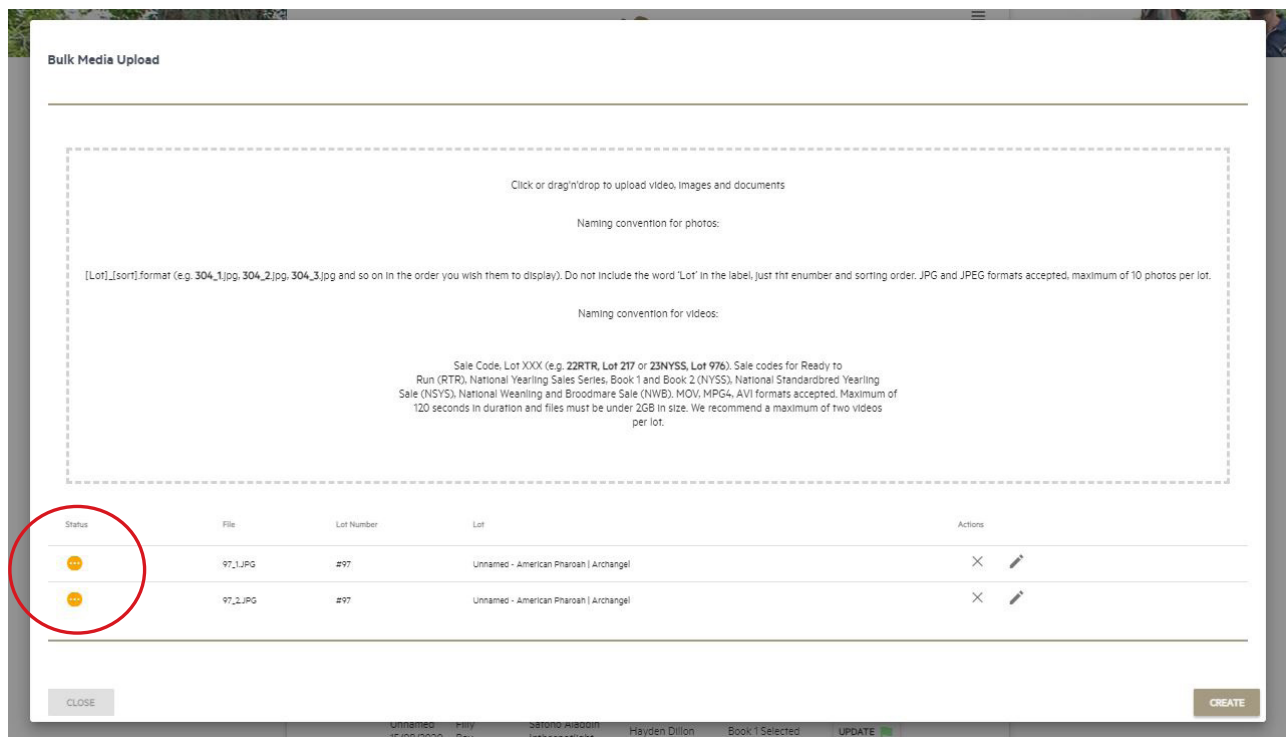 Bulk Media Upload
Click or drag'n'drop to upload video, images and documents
Naming convention for photos:
[Lot]_[sort].format (e.g. 304_1.jpg, 304_2.jpg, 304_3.jpg and so on in the order you wish them to display). Do not include the word 'Lot' in the label, just tht enumber and sorting order. JPG and JPEG formats accepted, maximum of 10 photos per lot.
Naming convention for videos:
Sale Code, Lot XXX (e.g. 22RTR, Lot 217 or 23NYSS, Lot 976). Sale codes for Ready to
Run (RTR), National Yearling Sales Series, Book 1 and Book 2 (NYSS), National Standardbred Yearling
Sale (NSYS), National Weanling and Broodmare Sale (NWB). MOV, MPG4, AVI formats accepted. Maximum of
120 seconds in duration and files must be under 2GB in size. We recommend a maximum of two videos
per lot.
Status File Lot Number Lot Actions
97_1.JPG #97 Unnamed - American Pharoah | Archangel
97_2.JPG #97 Unnamed - American Pharoah | Archangel
CLOSE CREATE
Unnamed Filly Satono Aladdin
Hayden Dillon Book 1 Selected UPDATE